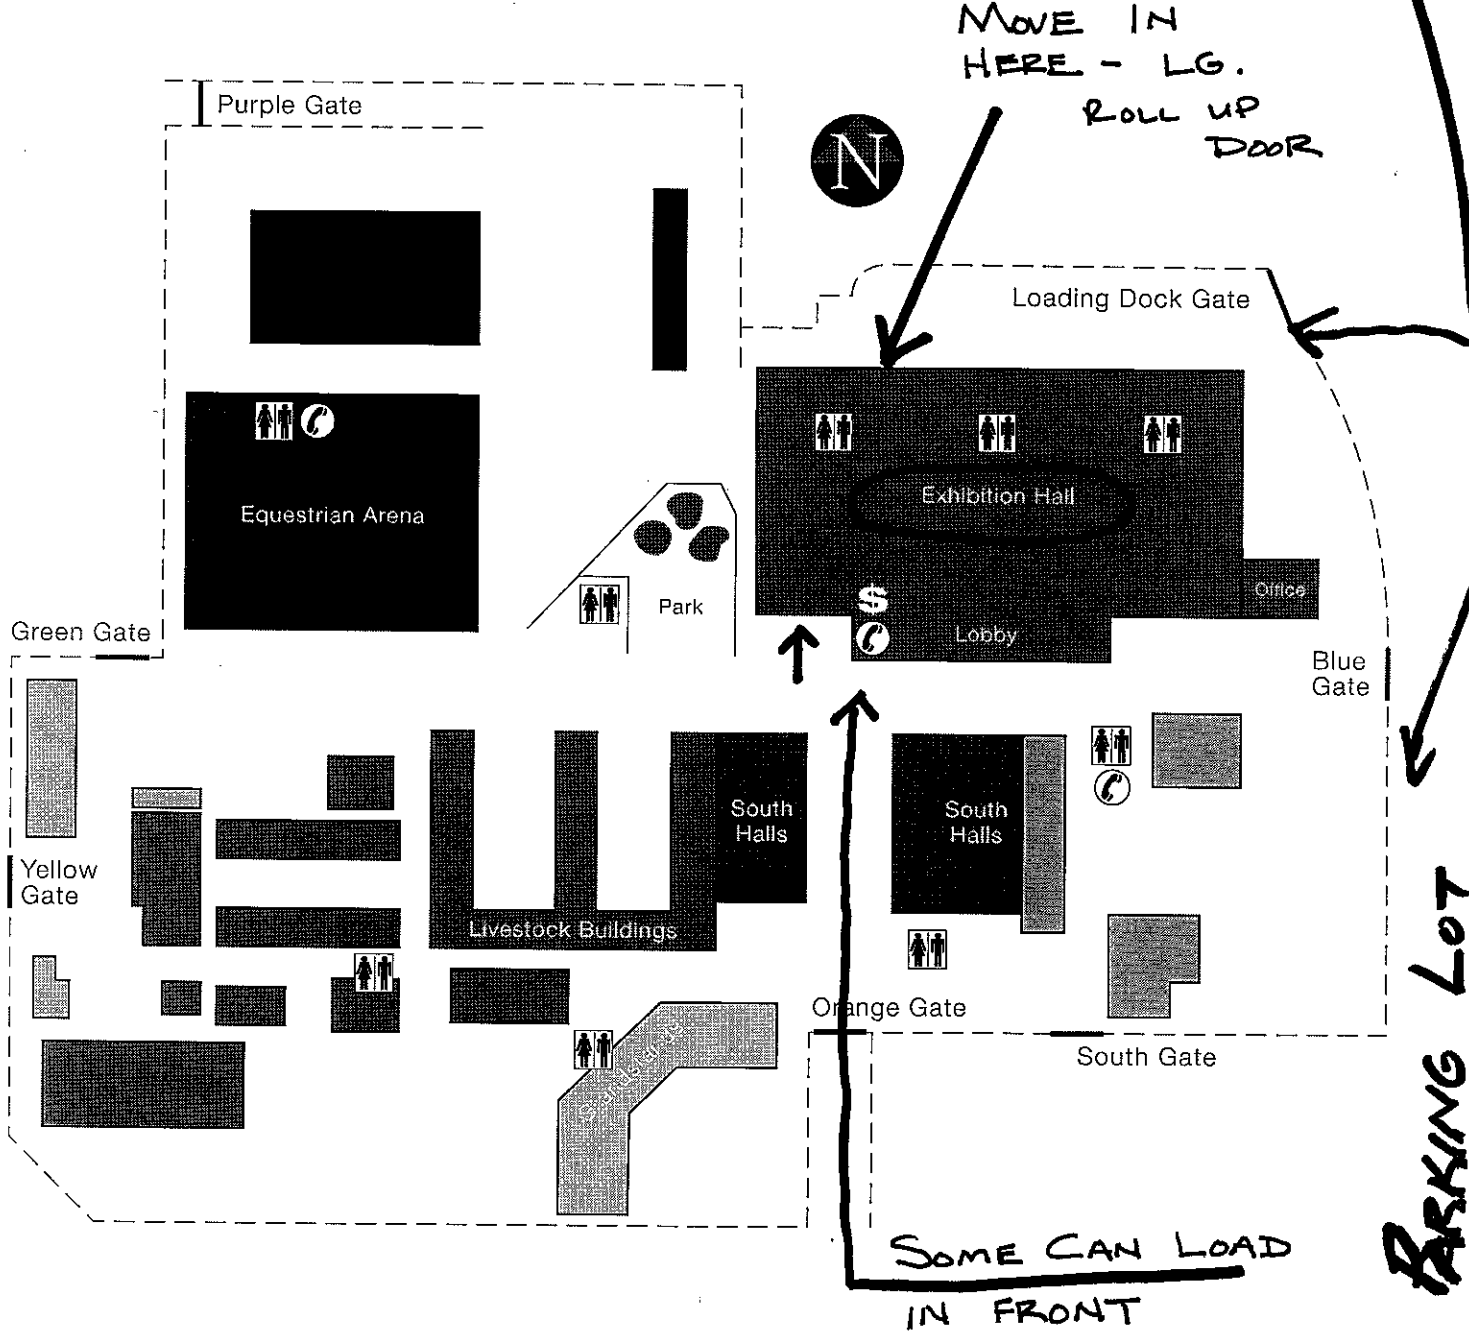 MOVE IN
HERE - LG.
ROLL UP
DOOR
Purple Gate
N
Loading Dock Gate
Equestrian Arena
Exhibition Hall
Office
$
Park
Lobby
Green Gate
Blue
Gate
South
Halls
South
Halls
Yellow
Gate
Livestock Buildings
Orange Gate
South Gate
Grandstands
PARKING LOT
SOME CAN LOAD
IN FRONT